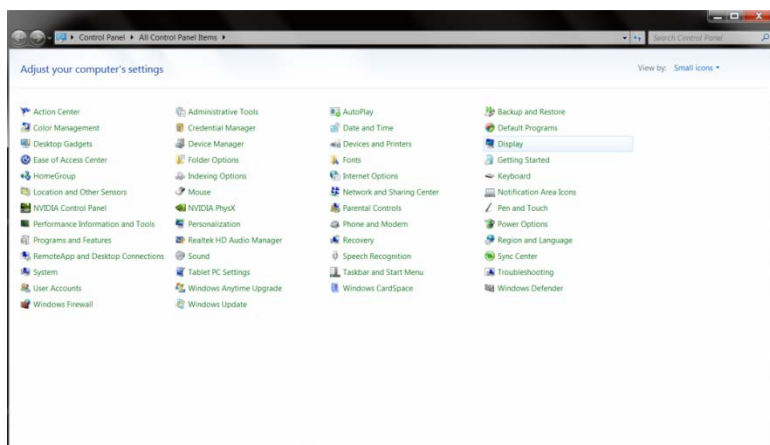 Control Panel All Control Panel Items Search Control Panel
Adjust your computer's settings View by: Small icons
Action Center Administrative Tools AutoPlay Backup and Restore
Color Management Credential Manager Date and Time Default Programs
Desktop Gadgets Device Manager Devices and Printers Display
Ease of Access Center Folder Options Fonts Getting Started
HomeGroup Indexing Options Internet Options Keyboard
Location and Other Sensors Mouse Network and Sharing Center Notification Area Icons
NVIDIA Control Panel NVIDIA PhysX Parental Controls Pen and Touch
Performance Information and Tools Personalization Phone and Modem Power Options
Programs and Features Realtek HD Audio Manager Recovery Region and Language
RemoteApp and Desktop Connections Sound Speech Recognition Sync Center
System Tablet PC Settings Taskbar and Start Menu Troubleshooting
User Accounts Windows Anytime Upgrade Windows CardSpace Windows Defender
Windows Firewall Windows Update